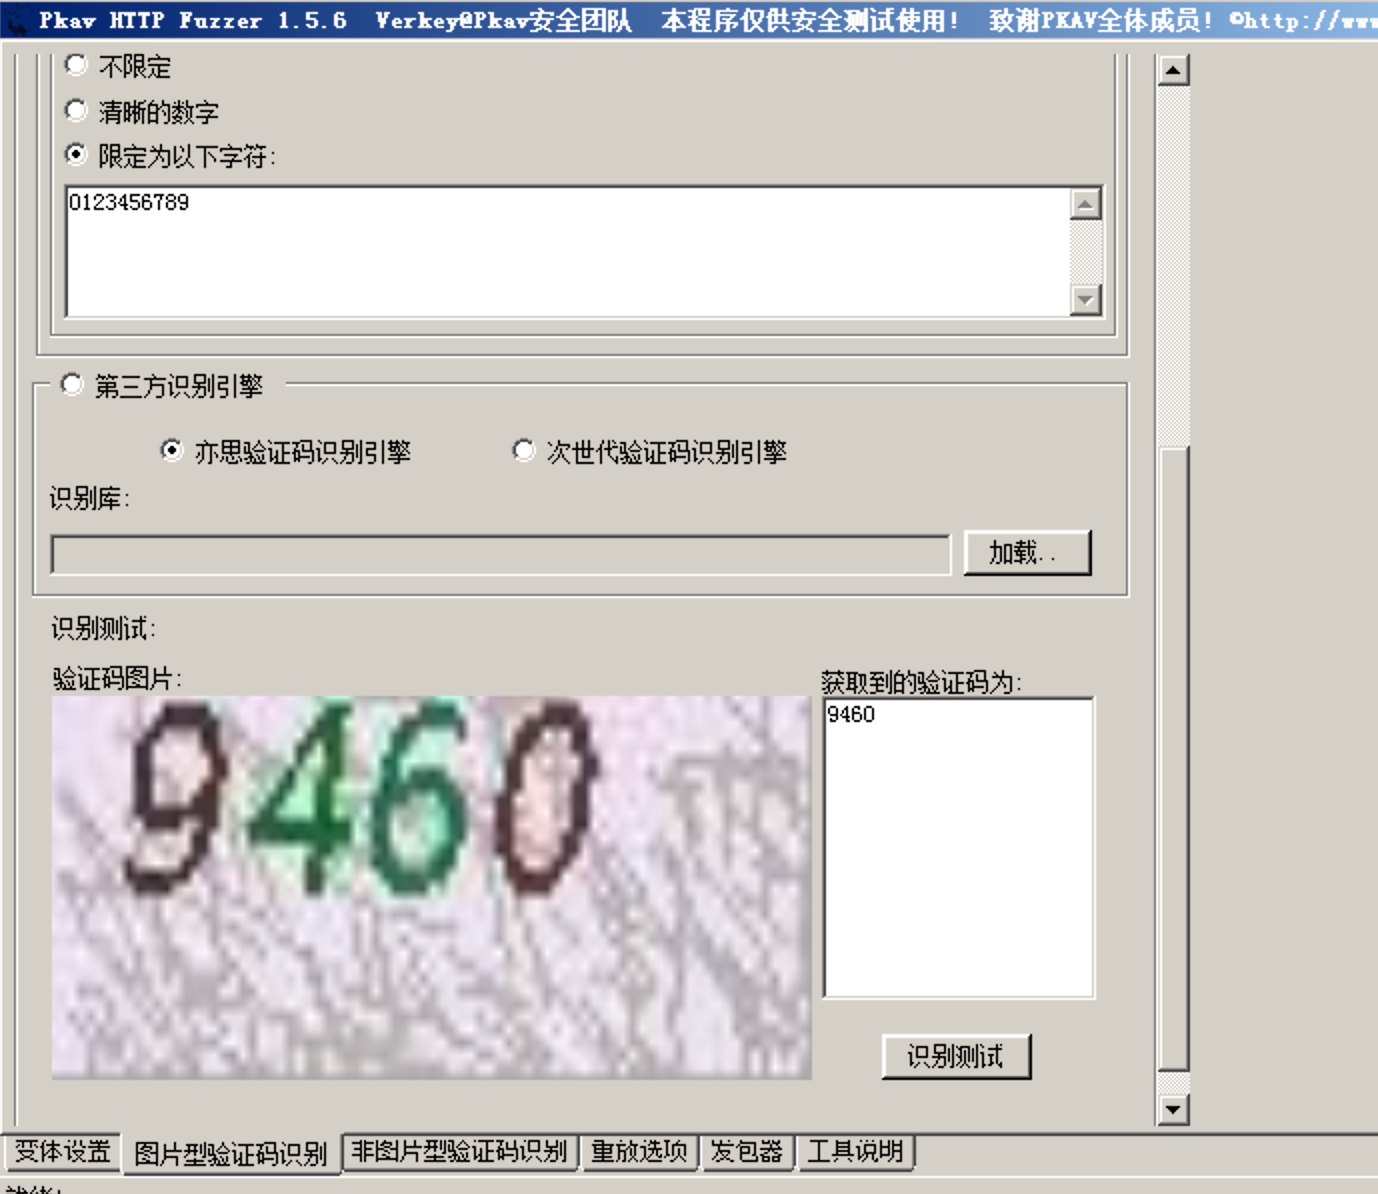 Pkav HTTP Fuzzer 1.5.6 Verkey@Pkav安全团队 本程序仅供安全测试使用! 致谢PKAV全体成员! ©http://www
不限定
清晰的数字
限定为以下字符:
0123456789
第三方识别引擎
亦思验证码识别引擎 次世代验证码识别引擎
识别库:
加载..
识别测试:
验证码图片: 获取到的验证码为:
9460 9460
识别测试
变体设置 图片型验证码识别 非图片型验证码识别 重放选项 发包器 工具说明